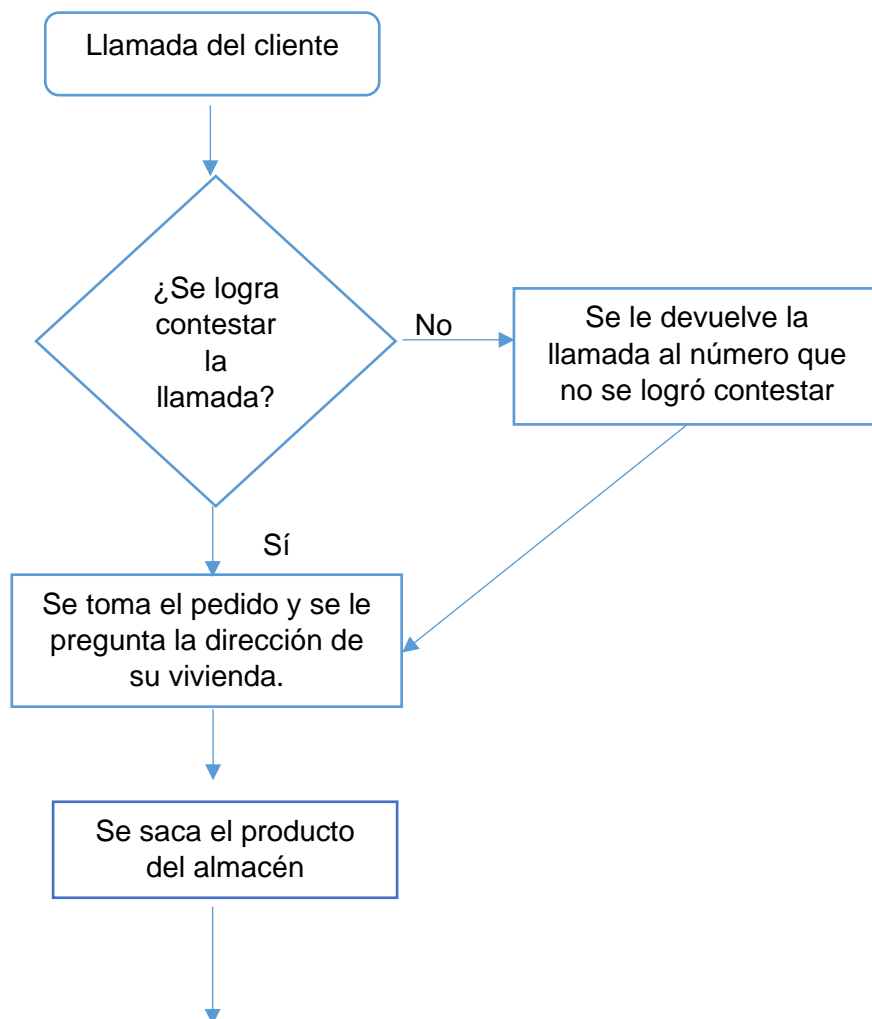 Llamada del cliente
¿Se logra
contestar
la
llamada?
No
Se le devuelve la
llamada al número que
no se logró contestar
Sí
Se toma el pedido y se le
pregunta la dirección de
su vivienda.
Se saca el producto
del almacén